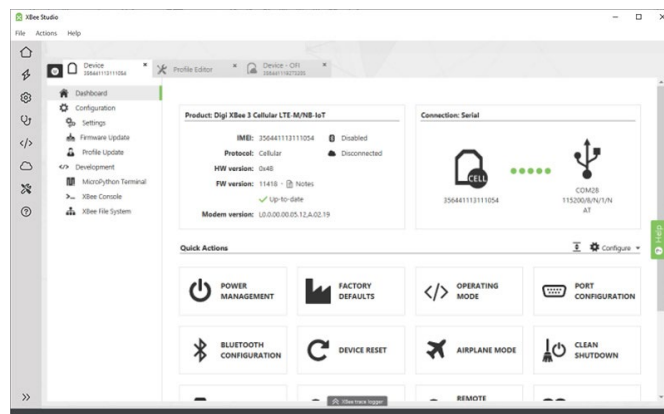 XBee Studio
File Actions Help
Device
356441113111054
Profile Editor
Device - Off
Dashboard
Configuration
Settings
Firmware Update
Profile Update
Development
MicroPython Terminal
XBee Console
XBee File System
Product: Digi XBee 3 Cellular LTE-M/NB-IoT
IMEI: 356441113111054 Disabled
Protocol: Cellular Disconnected
HW version: 0x48
FW version: 11418 - Notes
Up-to-date
Modem version: L0.0.00.00.05.12,A.02.19
Connection: Serial
CELL
356441113111054
COM28
115200/8/N/1/N
AT
Help
Quick Actions
Configure
POWER
MANAGEMENT
FACTORY
DEFAULTS
OPERATING
MODE
PORT
CONFIGURATION
BLUETOOTH
CONFIGURATION
DEVICE RESET
AIRPLANE MODE
CLEAN
SHUTDOWN
REMOTE
XBee trace logger